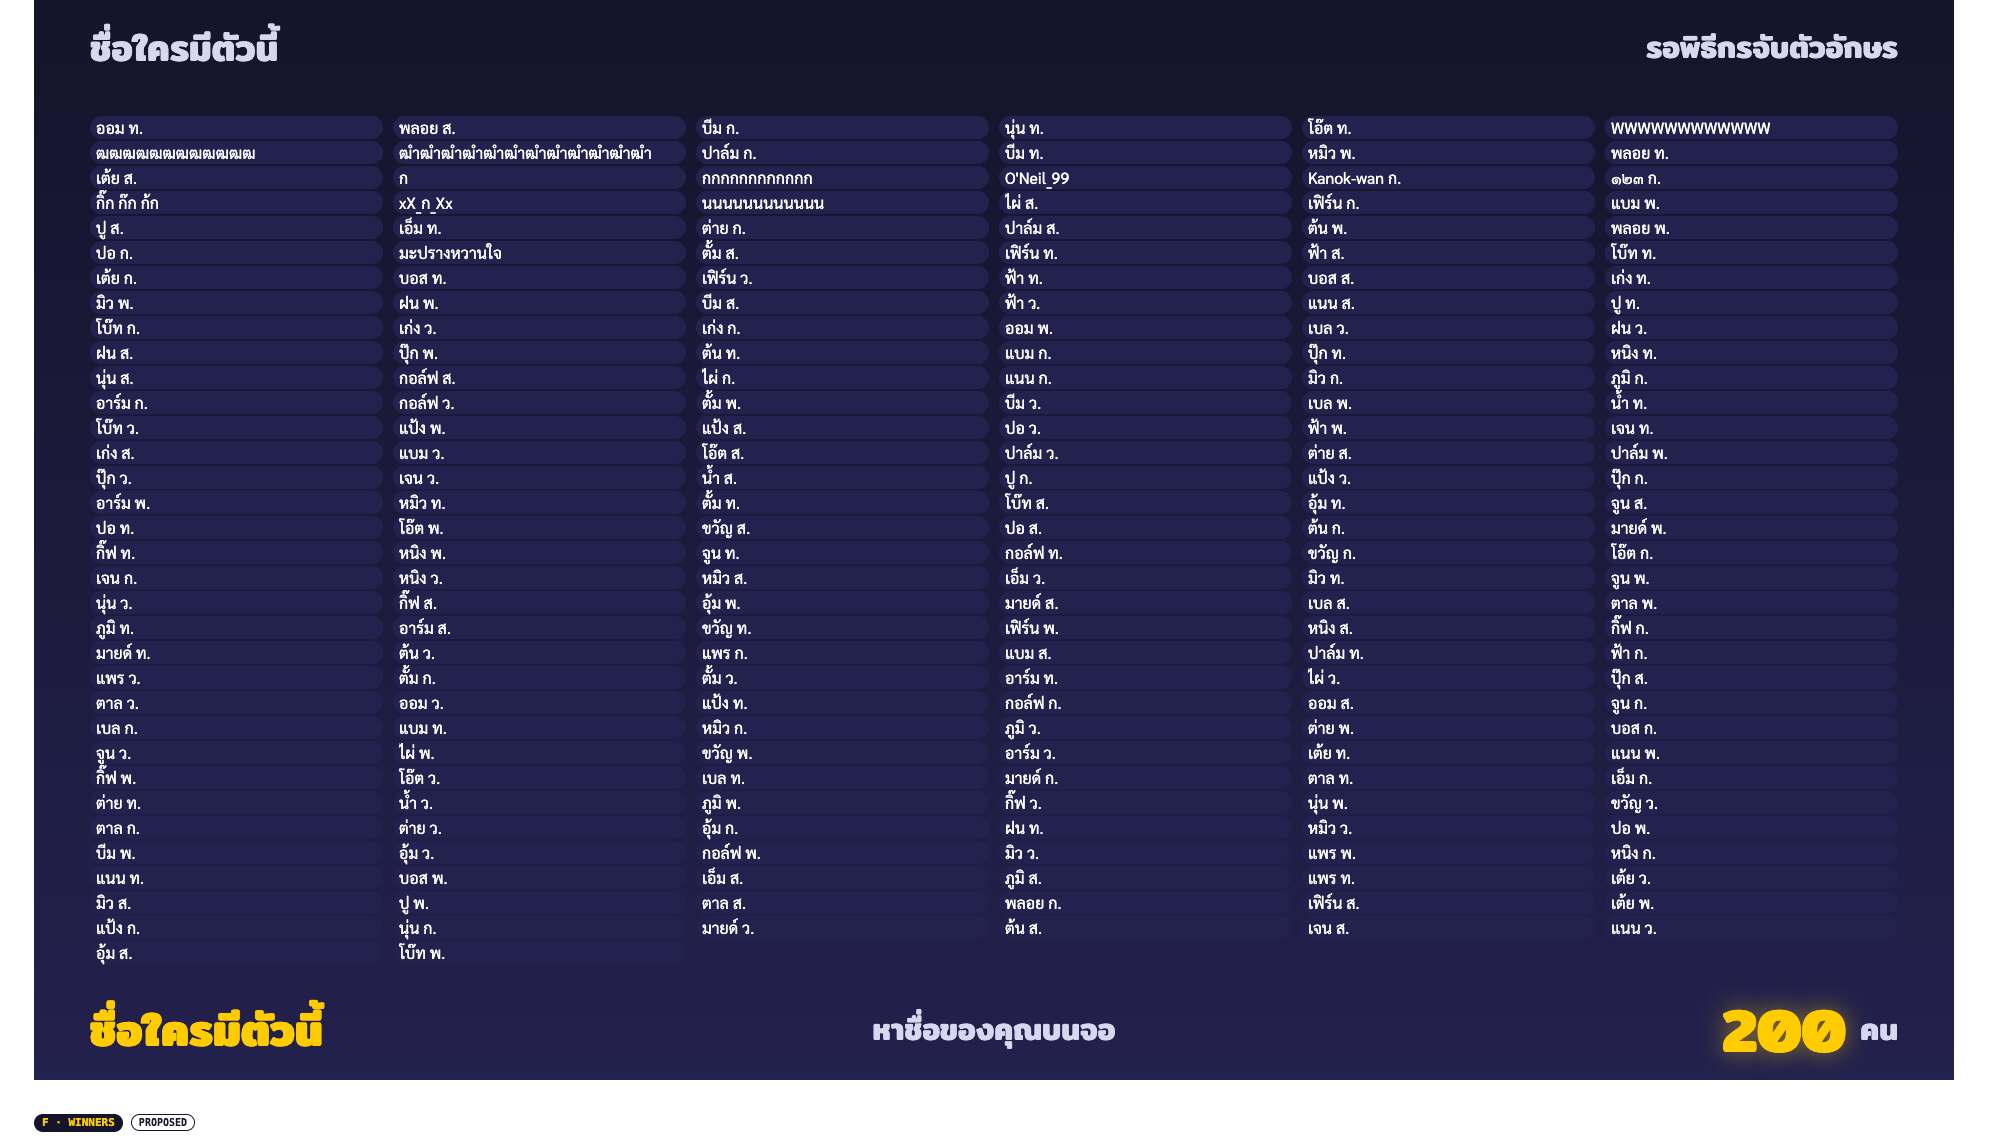 ชื่อใครมีตัวนี้
รอพิธีกรจับตัวอักษร
ออม ท. พลอย ส. บีม ก. นุ่น ท. โอ๊ต ท. WWWWWWWWWWWW
ฒฒฒฒฒฒฒฒฒฒฒฒ ฒำฒำฒำฒำฒำฒำฒำฒำฒำฒำฒำฒำ ปาล์ม ก. บีม ท. หมิว พ. พลอย ท.
เต้ย ส. ก กกกกกกกกกกกก O'Neil_99 Kanok-wan ก. ๑๒๓ ก.
กิ๊ก ก๊ก ก้ก xX_ก_Xx นนนนนนนนนนนน ไผ่ ส. เฟิร์น ก. แบม พ.
ปู ส. เอ็ม ท. ต่าย ก. ปาล์ม ส. ต้น พ. พลอย พ.
ปอ ก. มะปรางหวานใจ ตั้ม ส. เฟิร์น ท. ฟ้า ส. โบ๊ท ท.
เต้ย ก. บอส ท. เฟิร์น ว. ฟ้า ท. บอส ส. เก่ง ท.
มิว พ. ฝน พ. บีม ส. ฟ้า ว. แนน ส. ปู ท.
โบ๊ท ก. เก่ง ว. เก่ง ก. ออม พ. เบล ว. ฝน ว.
ฝน ส. ปุ๊ก พ. ต้น ท. แบม ก. ปุ๊ก ท. หนิง ท.
นุ่น ส. กอล์ฟ ส. ไผ่ ก. แนน ก. มิว ก. ภูมิ ก.
อาร์ม ก. กอล์ฟ ว. ตั้ม พ. บีม ว. เบล พ. น้ำ ท.
โบ๊ท ว. แป้ง พ. แป้ง ส. ปอ ว. ฟ้า พ. เจน ท.
เก่ง ส. แบม ว. โอ๊ต ส. ปาล์ม ว. ต่าย ส. ปาล์ม พ.
ปุ๊ก ว. เจน ว. น้ำ ส. ปู ก. แป้ง ว. ปุ๊ก ก.
อาร์ม พ. หมิว ท. ตั้ม ท. โบ๊ท ส. อุ้ม ท. จูน ส.
ปอ ท. โอ๊ต พ. ขวัญ ส. ปอ ส. ต้น ก. มายด์ พ.
กิ๊ฟ ท. หนิง พ. จูน ท. กอล์ฟ ท. ขวัญ ก. โอ๊ต ก.
เจน ก. หนิง ว. หมิว ส. เอ็ม ว. มิว ท. จูน พ.
นุ่น ว. กิ๊ฟ ส. อุ้ม พ. มายด์ ส. เบล ส. ตาล พ.
ภูมิ ท. อาร์ม ส. ขวัญ ท. เฟิร์น พ. หนิง ส. กิ๊ฟ ก.
มายด์ ท. ต้น ว. แพร ก. แบม ส. ปาล์ม ท. ฟ้า ก.
แพร ว. ตั้ม ก. ตั้ม ว. อาร์ม ท. ไผ่ ว. ปุ๊ก ส.
ตาล ว. ออม ว. แป้ง ท. กอล์ฟ ก. ออม ส. จูน ก.
เบล ก. แบม ท. หมิว ก. ภูมิ ว. ต่าย พ. บอส ก.
จูน ว. ไผ่ พ. ขวัญ พ. อาร์ม ว. เต้ย ท. แนน พ.
กิ๊ฟ พ. โอ๊ต ว. เบล ท. มายด์ ก. ตาล ท. เอ็ม ก.
ต่าย ท. น้ำ ว. ภูมิ พ. กิ๊ฟ ว. นุ่น พ. ขวัญ ว.
ตาล ก. ต่าย ว. อุ้ม ก. ฝน ท. หมิว ว. ปอ พ.
บีม พ. อุ้ม ว. กอล์ฟ พ. มิว ว. แพร พ. หนิง ก.
แนน ท. บอส พ. เอ็ม ส. ภูมิ ส. แพร ท. เต้ย ว.
มิว ส. ปู พ. ตาล ส. พลอย ก. เฟิร์น ส. เต้ย พ.
แป้ง ก. นุ่น ก. มายด์ ว. ต้น ส. เจน ส. แนน ว.
อุ้ม ส. โบ๊ท พ.
ชื่อใครมีตัวนี้
หาชื่อของคุณบนจอ
200 คน
F · WINNERS PROPOSED